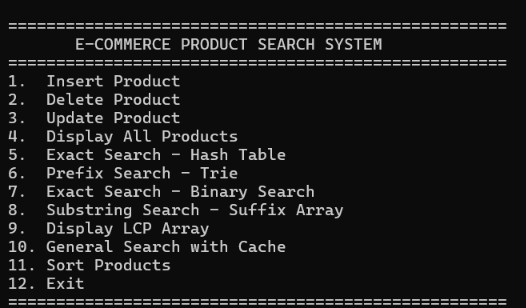 ==================================================
E-COMMERCE PRODUCT SEARCH SYSTEM
==================================================
1. Insert Product
2. Delete Product
3. Update Product
4. Display All Products
5. Exact Search - Hash Table
6. Prefix Search - Trie
7. Exact Search - Binary Search
8. Substring Search - Suffix Array
9. Display LCP Array
10. General Search with Cache
11. Sort Products
12. Exit
==================================================